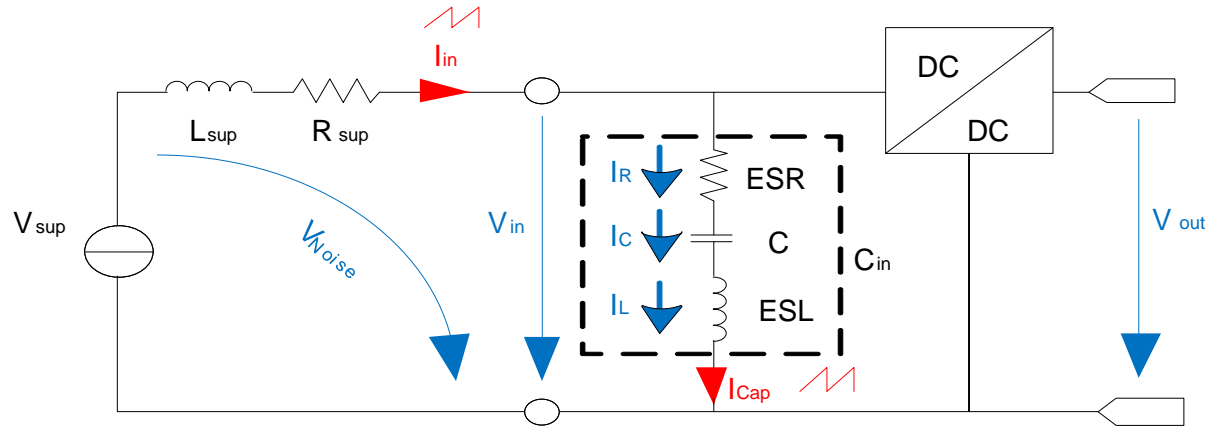 Iin
DC
DC
Lsup
R sup
IR
ESR
Vsup
VNoise
Vin
IC
C
Cin
V out
IL
ESL
ICap